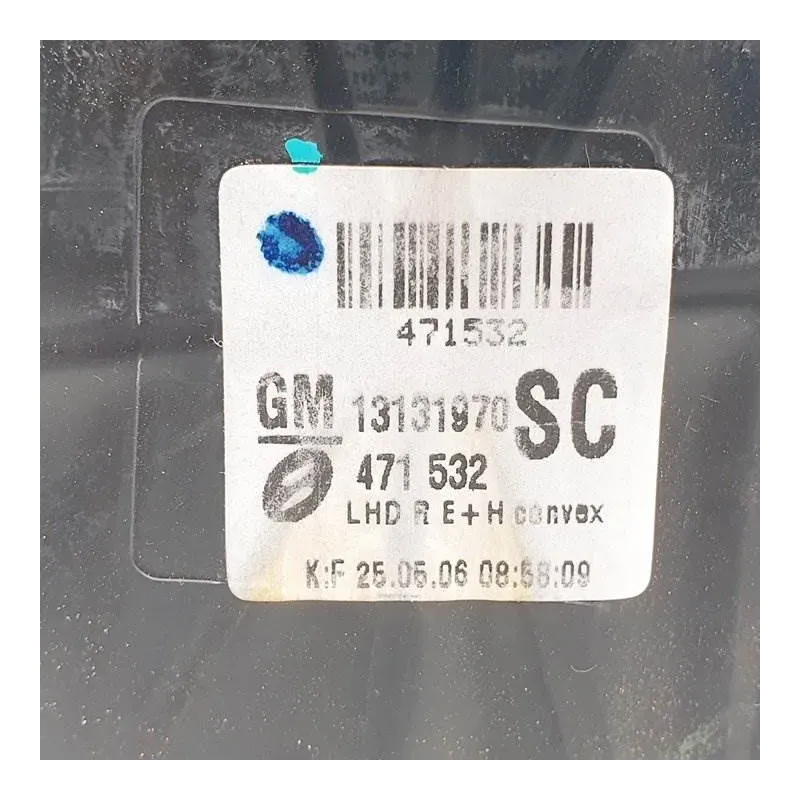 471532
GM 13131970 SC
471 532
LHD R E+H convex
K:F 25.05.06 08:58:09